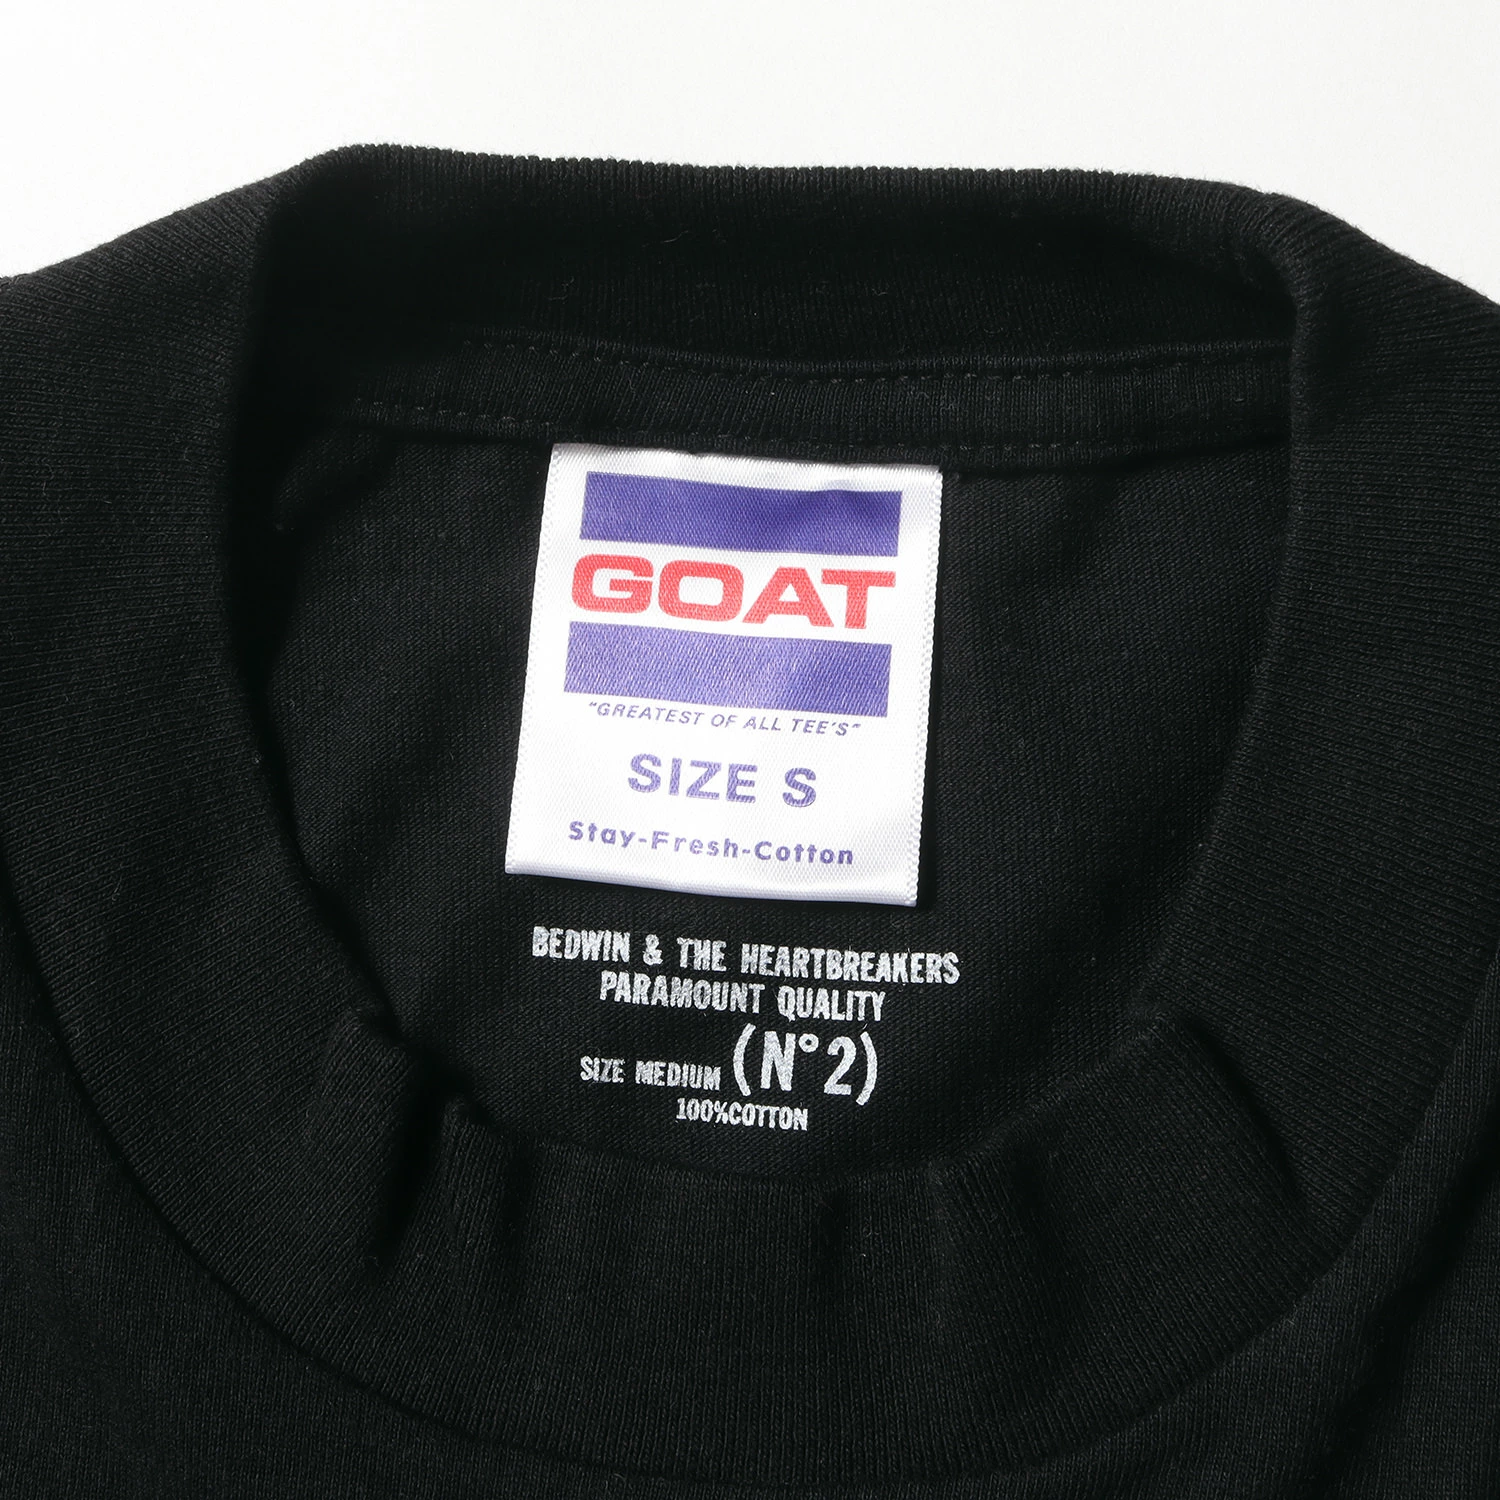 GOAT
"GREATEST OF ALL TEE'S"
SIZE S
Stay-Fresh-Cotton
BEDWIN & THE HEARTBREAKERS
PARAMOUNT QUALITY
SIZE MEDIUM (N°2)
100%COTTON